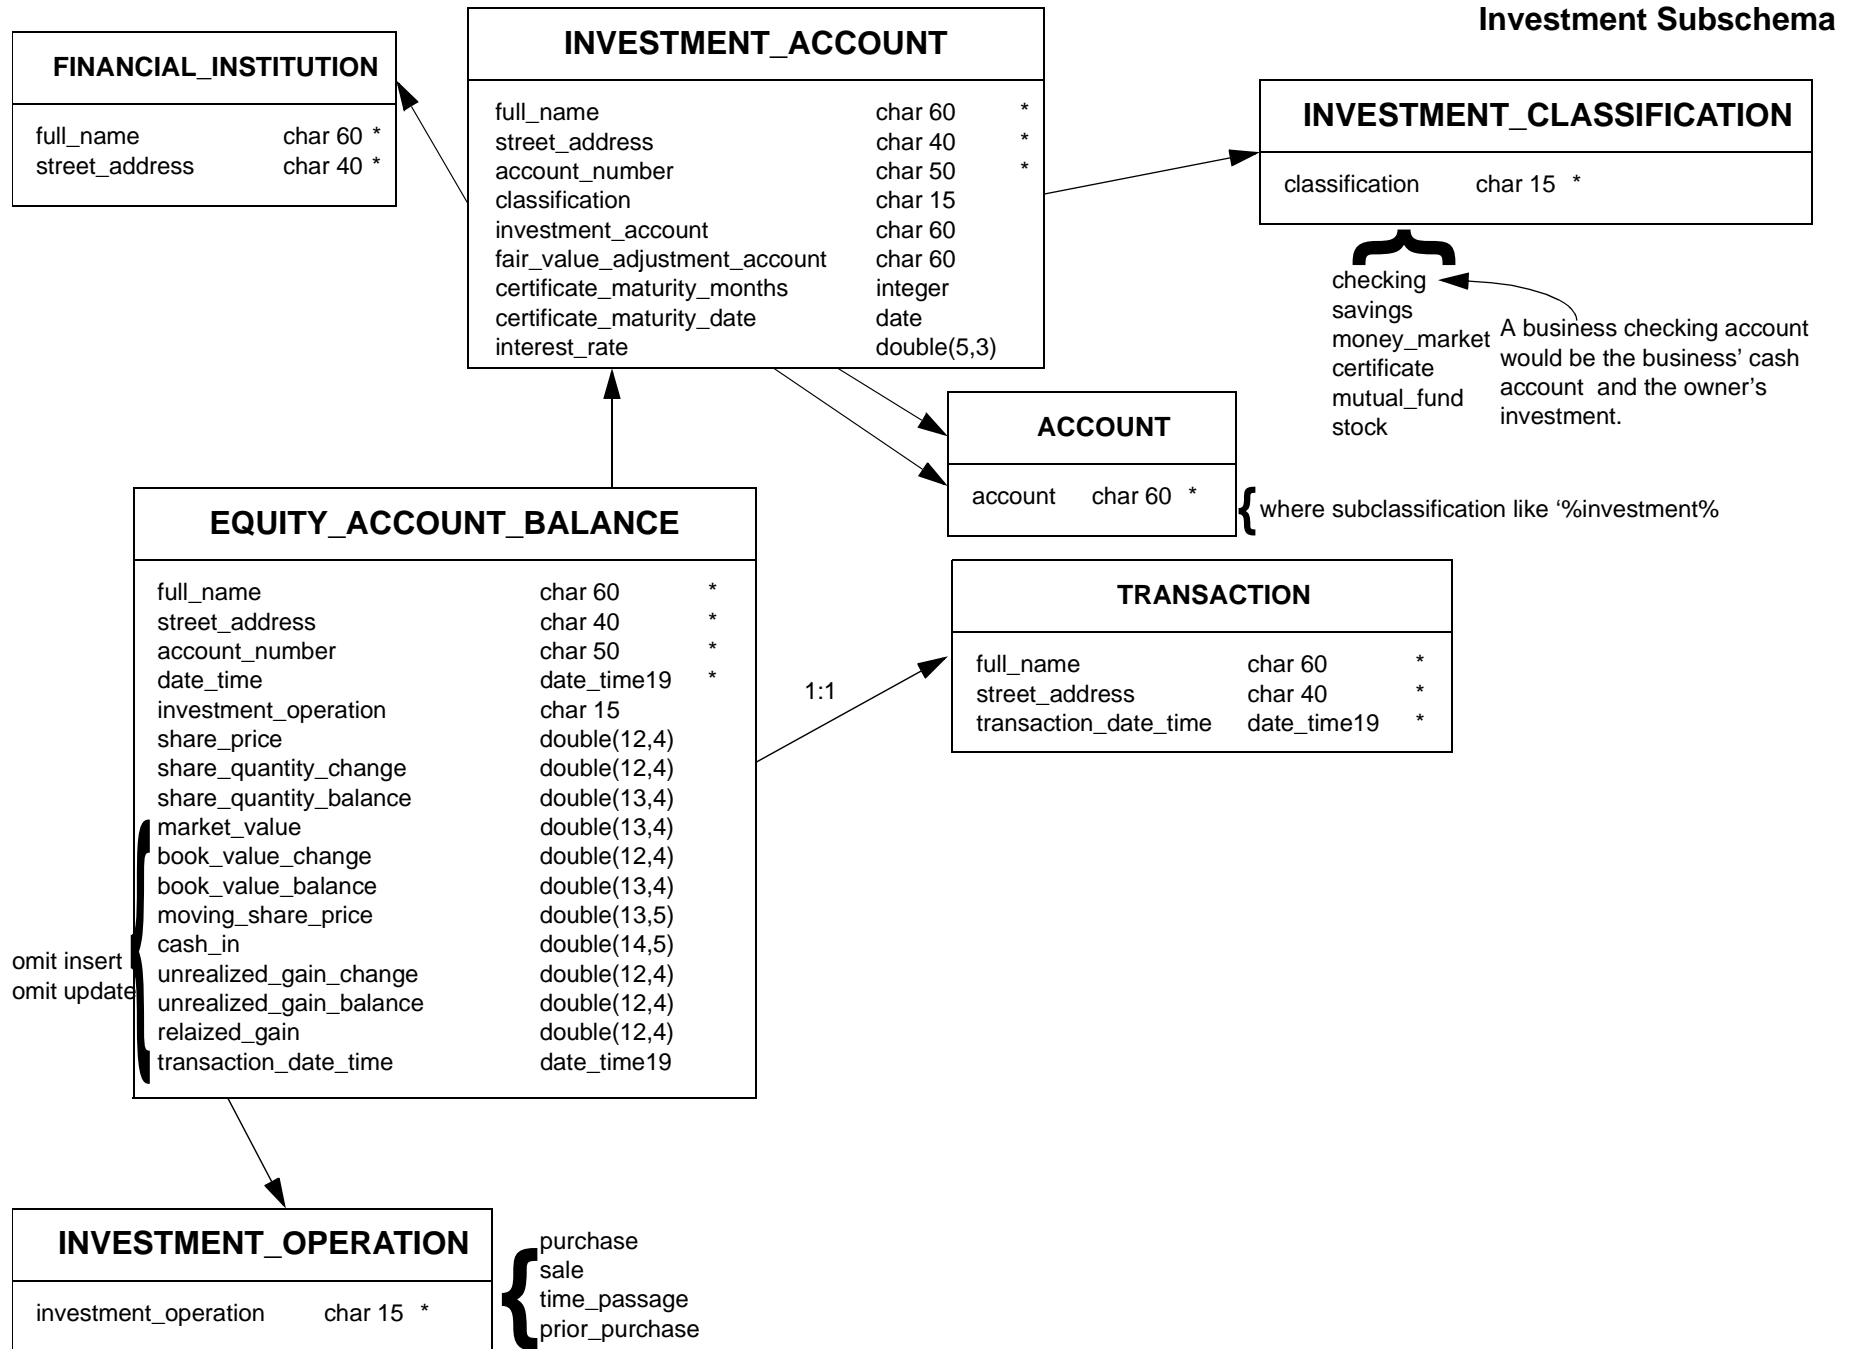 Investment Subschema
FINANCIAL_INSTITUTION
full_name char 60 *
street_address char 40 *
INVESTMENT_ACCOUNT
full_name char 60 *
street_address char 40 *
account_number char 50 *
classification char 15
investment_account char 60
fair_value_adjustment_account char 60
certificate_maturity_months integer
certificate_maturity_date date
interest_rate double(5,3)
INVESTMENT_CLASSIFICATION
classification char 15 *
checking
savings
money_market
certificate
mutual_fund
stock
A business checking account
would be the business’ cash
account and the owner’s
investment.
ACCOUNT
account char 60 *
where subclassification like ‘%investment%
EQUITY_ACCOUNT_BALANCE
full_name char 60 *
street_address char 40 *
account_number char 50 *
date_time date_time19 *
investment_operation char 15
share_price double(12,4)
share_quantity_change double(12,4)
share_quantity_balance double(13,4)
market_value double(13,4)
book_value_change double(12,4)
book_value_balance double(13,4)
moving_share_price double(13,5)
cash_in double(14,5)
unrealized_gain_change double(12,4)
unrealized_gain_balance double(12,4)
relaized_gain double(12,4)
transaction_date_time date_time19
omit insert
omit update
1:1
TRANSACTION
full_name char 60 *
street_address char 40 *
transaction_date_time date_time19 *
INVESTMENT_OPERATION
investment_operation char 15 *
purchase
sale
time_passage
prior_purchase